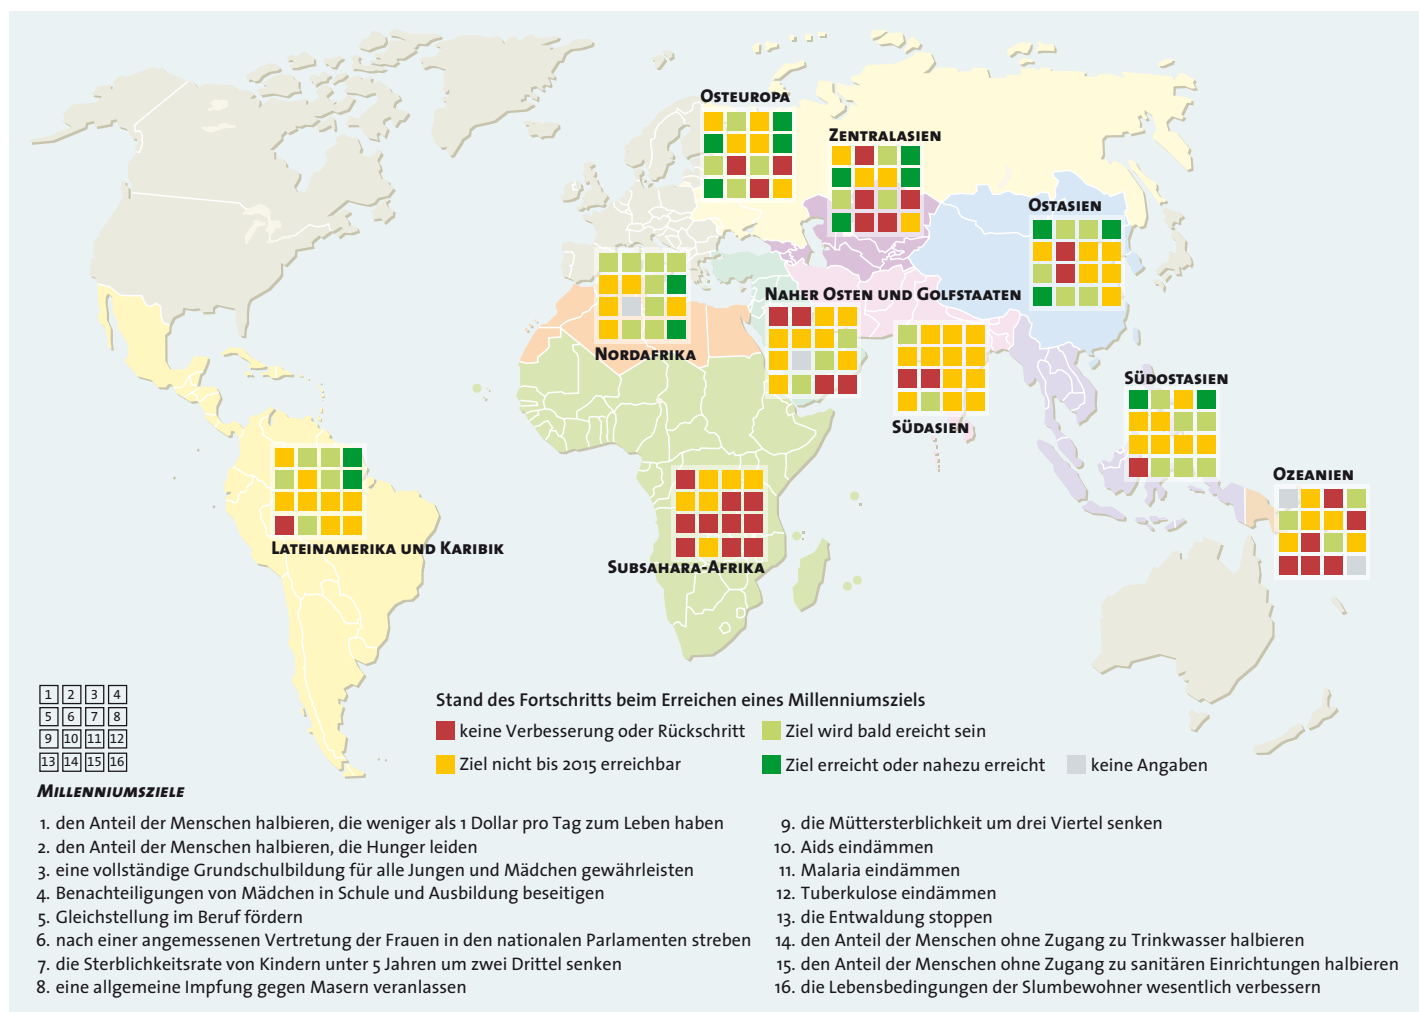 OSTEUROPA
ZENTRALASIEN
OSTASIEN
NAHER OSTEN UND GOLFSTAATEN
NORDAFRIKA
SÜDOSTASIEN
SÜDASIEN
OZEANIEN
LATEINAMERIKA UND KARIBIK
SUBSAHARA-AFRIKA
1 2 3 4
5 6 7 8
9 10 11 12
13 14 15 16
Stand des Fortschritts beim Erreichen eines Millenniumsziels
keine Verbesserung oder Rückschritt
Ziel wird bald ereicht sein
Ziel nicht bis 2015 erreichbar
Ziel erreicht oder nahezu erreicht
keine Angaben
MILLENNIUMSZIELE
1. den Anteil der Menschen halbieren, die weniger als 1 Dollar pro Tag zum Leben haben
2. den Anteil der Menschen halbieren, die Hunger leiden
3. eine vollständige Grundschulbildung für alle Jungen und Mädchen gewährleisten
4. Benachteiligungen von Mädchen in Schule und Ausbildung beseitigen
5. Gleichstellung im Beruf fördern
6. nach einer angemessenen Vertretung der Frauen in den nationalen Parlamenten streben
7. die Sterblichkeitsrate von Kindern unter 5 Jahren um zwei Drittel senken
8. eine allgemeine Impfung gegen Masern veranlassen
9. die Müttersterblichkeit um drei Viertel senken
10. Aids eindämmen
11. Malaria eindämmen
12. Tuberkulose eindämmen
13. die Entwaldung stoppen
14. den Anteil der Menschen ohne Zugang zu Trinkwasser halbieren
15. den Anteil der Menschen ohne Zugang zu sanitären Einrichtungen halbieren
16. die Lebensbedingungen der Slumbewohner wesentlich verbessern